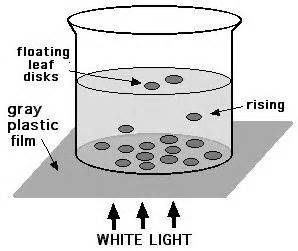 floating
leaf
disks
rising
gray
plastic
film
WHITE LIGHT